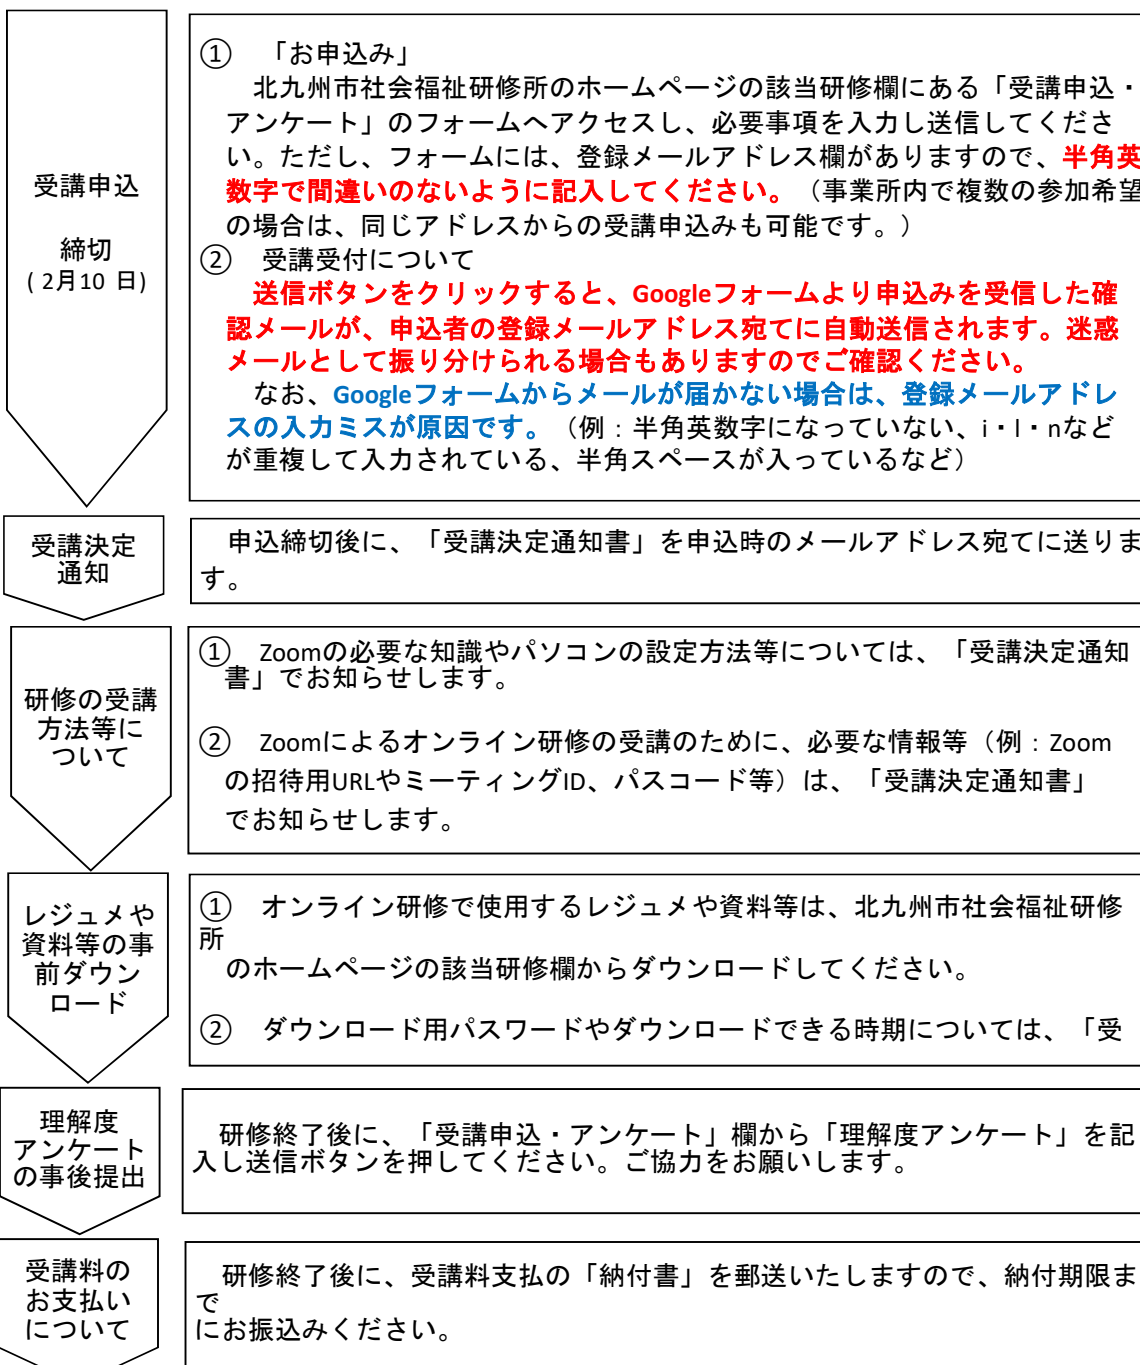 受講申込
締切
( 2月10 日)
① 「お申込み」
北九州市社会福祉研修所のホームページの該当研修欄にある「受講申込・
アンケート」のフォームへアクセスし、必要事項を入力し送信してくださ
い。ただし、フォームには、登録メールアドレス欄がありますので、半角英
数字で間違いのないように記入してください。（事業所内で複数の参加希望
の場合は、同じアドレスからの受講申込みも可能です。）
② 受講受付について
送信ボタンをクリックすると、Googleフォームより申込みを受信した確
認メールが、申込者の登録メールアドレス宛てに自動送信されます。迷惑
メールとして振り分けられる場合もありますのでご確認ください。
なお、Googleフォームからメールが届かない場合は、登録メールアドレ
スの入力ミスが原因です。（例：半角英数字になっていない、i・l・nなど
が重複して入力されている、半角スペースが入っているなど）
受講決定
通知
申込締切後に、「受講決定通知書」を申込時のメールアドレス宛てに送りま
す。
研修の受講
方法等に
ついて
① Zoomの必要な知識やパソコンの設定方法等については、「受講決定通知
書」でお知らせします。
② Zoomによるオンライン研修の受講のために、必要な情報等（例：Zoom
の招待用URLやミーティングID、パスコード等）は、「受講決定通知書」
でお知らせします。
レジュメや
資料等の事
前ダウン
ロード
① オンライン研修で使用するレジュメや資料等は、北九州市社会福祉研修
所
のホームページの該当研修欄からダウンロードしてください。
② ダウンロード用パスワードやダウンロードできる時期については、「受
理解度
アンケート
の事後提出
研修終了後に、「受講申込・アンケート」欄から「理解度アンケート」を記
入し送信ボタンを押してください。ご協力をお願いします。
受講料の
お支払い
について
研修終了後に、受講料支払の「納付書」を郵送いたしますので、納付期限ま
で
にお振込みください。